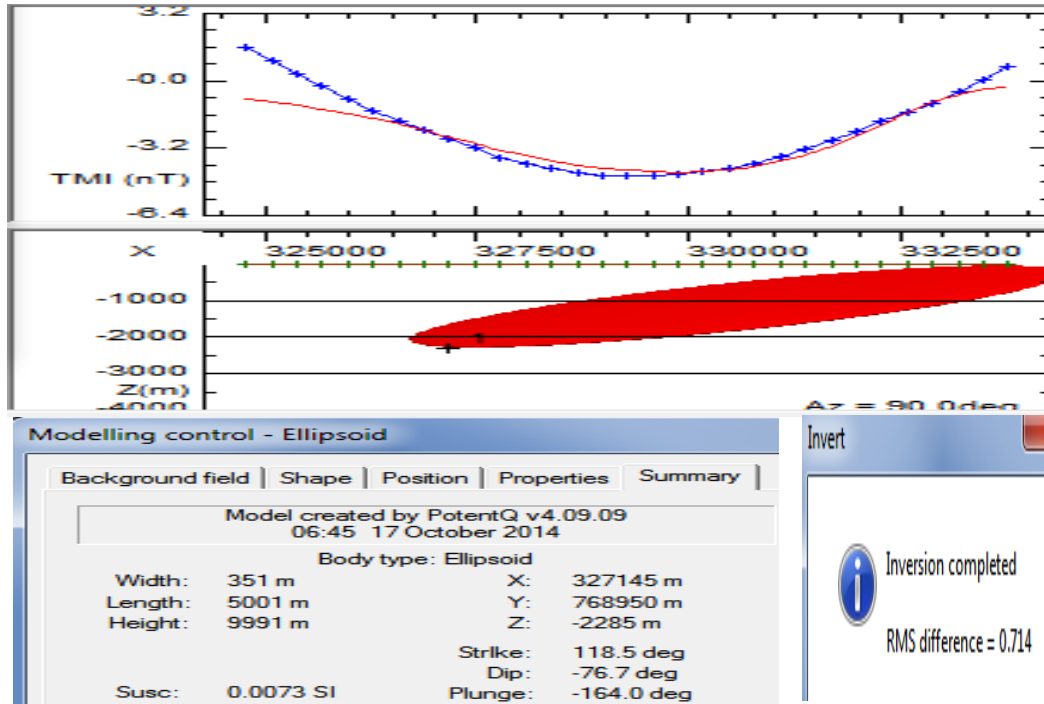 3.2
-0.0
-3.2
TMI (nT)
-6.4
X 325000 327500 330000 332500
-1000
-2000
-3000
Z(m)
-4000 Az = 90.0deg
Modelling control - Ellipsoid
Background field Shape Position Properties Summary
Model created by PotentQ v4.09.09
06:45 17 October 2014
Body type: Ellipsoid
Width: 351 m X: 327145 m
Length: 5001 m Y: 768950 m
Height: 9991 m Z: -2285 m
Strlke: 118.5 deg
Dip: -76.7 deg
Susc: 0.0073 SI Plunge: -164.0 deg
Invert
Inversion completed
RMS difference = 0.714